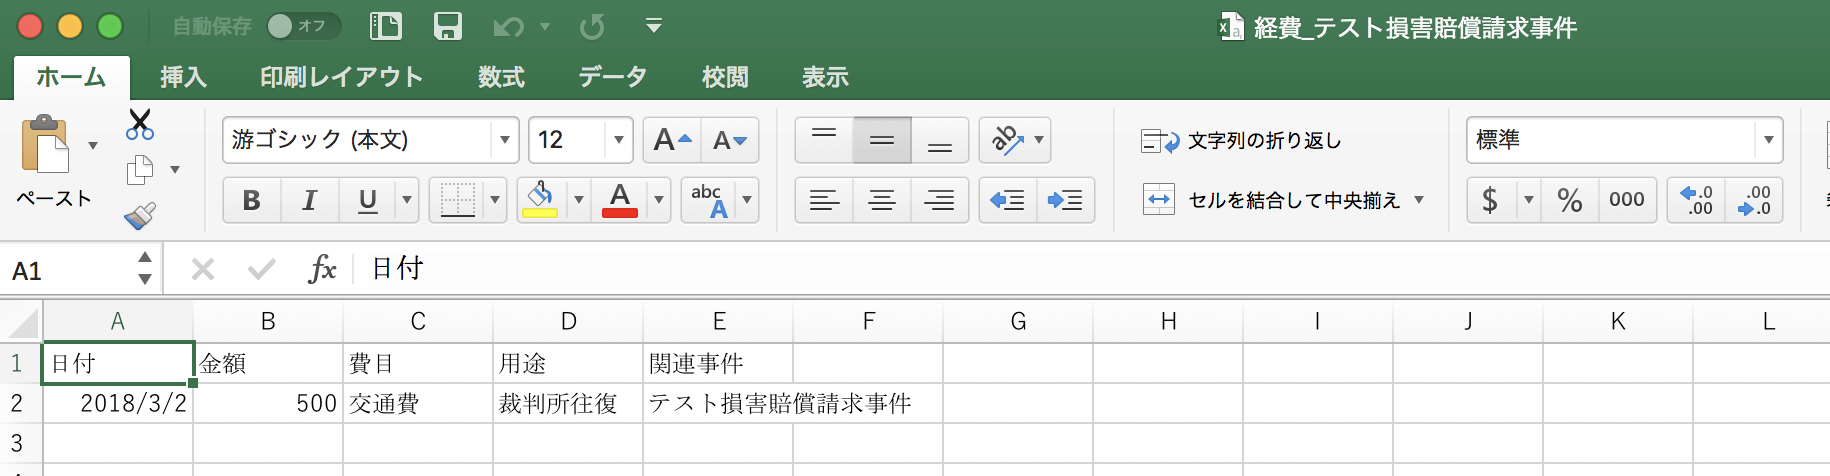 自動保存 オフ 経費_テスト損害賠償請求事件
ホーム 挿入 印刷レイアウト 数式 データ 校閲 表示
ペースト 游ゴシック (本文) 12 A A ab 文字列の折り返し 標準
B I U A abc A セルを結合して中央揃え $ % 000 .0 .00 .00 .0
A1 fx 日付
A B C D E F G H I J K L
1 日付 金額 費目 用途 関連事件
2 2018/3/2 500 交通費 裁判所往復 テスト損害賠償請求事件
3